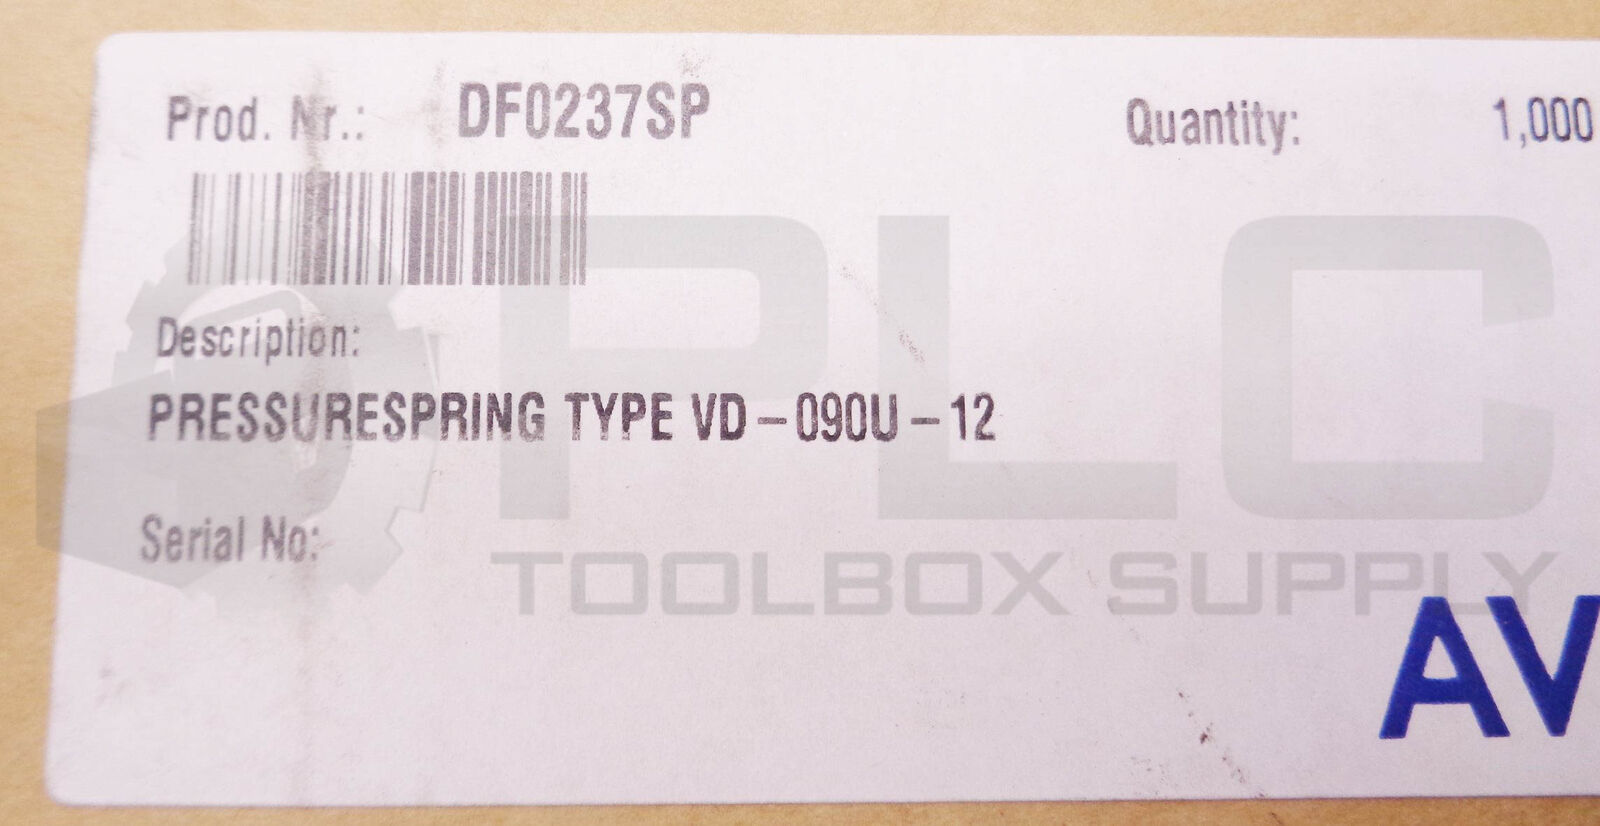 Prod. Nr.: DF0237SP Quantity: 1,000
Description:
PRESSURESPRING TYPE VD-090U-12
Serial No:
PLC
TOOLBOX SUPPLY
AV